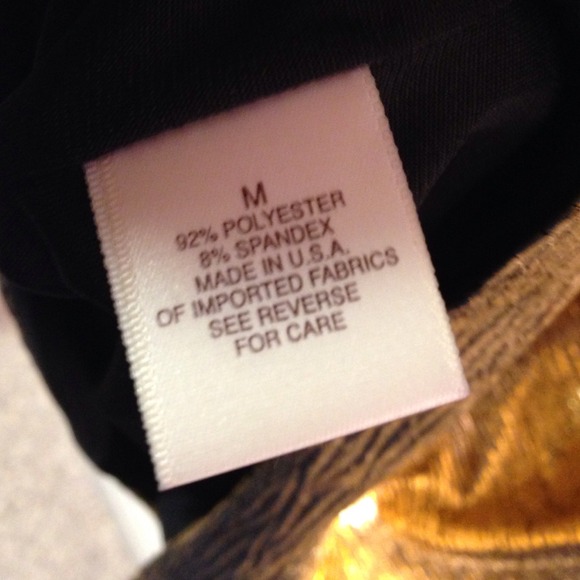 M
92% POLYESTER
8% SPANDEX
MADE IN U.S.A.
OF IMPORTED FABRICS
SEE REVERSE
FOR CARE